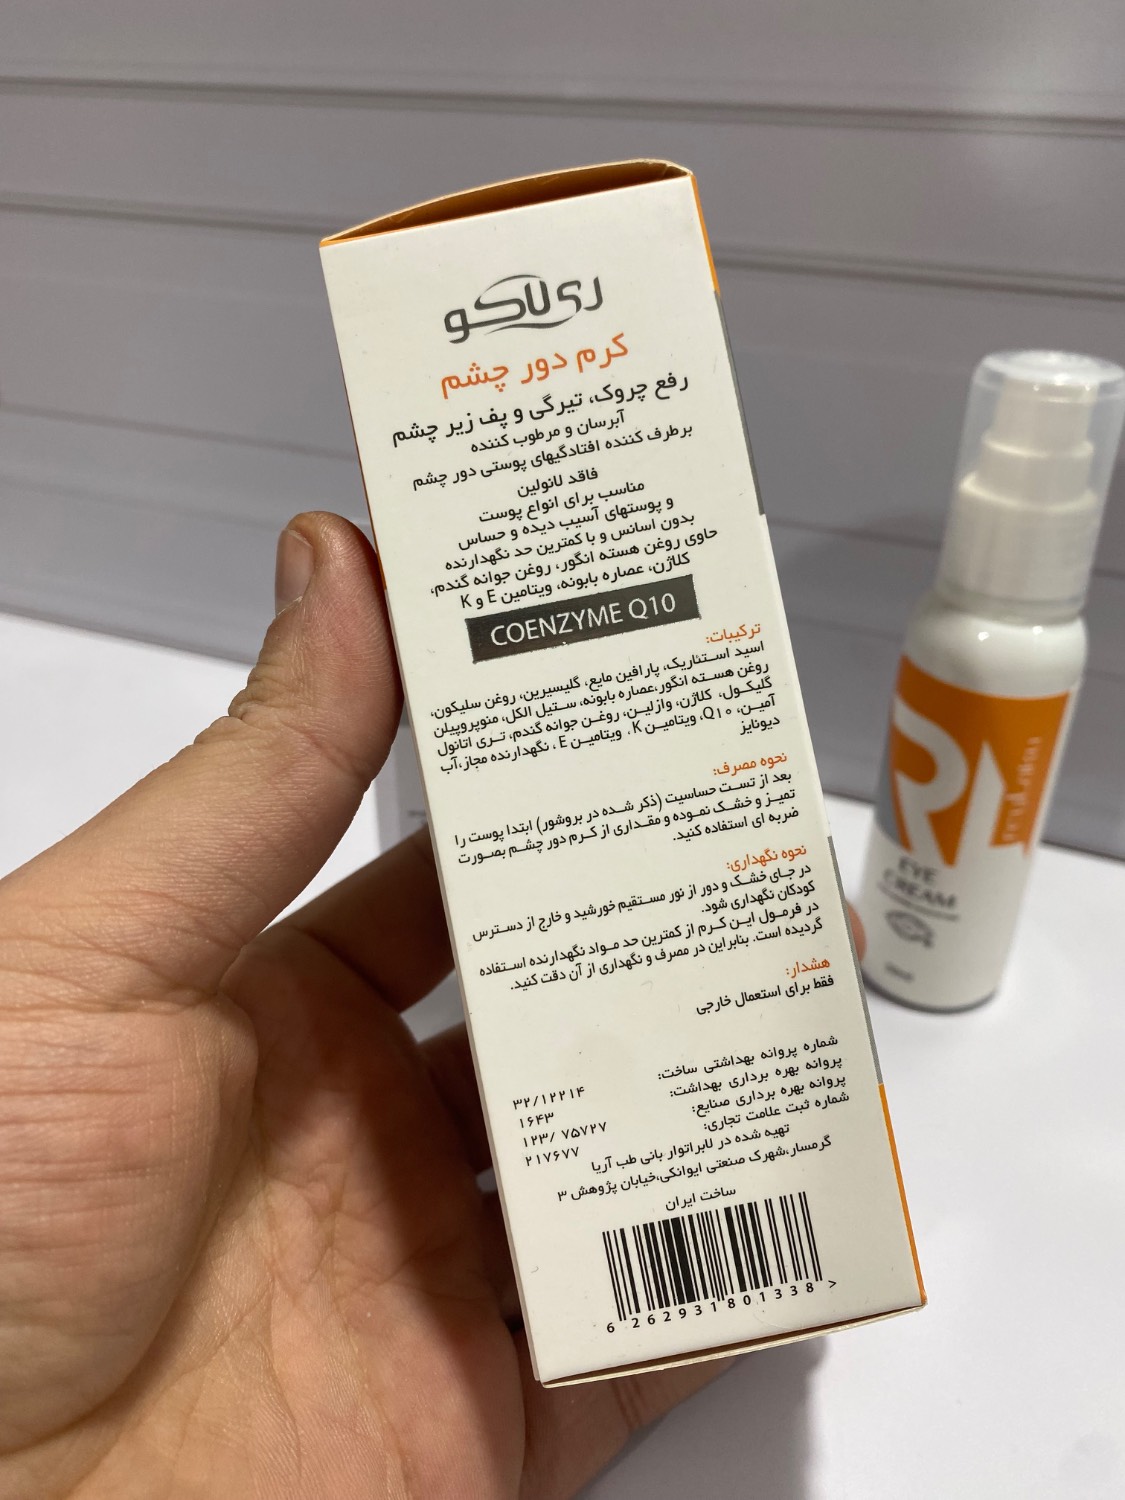 ری لاکو
کرم دور چشم
رفع چروک، تیرگی و پف زیر چشم
آبرسان و مرطوب کننده
برطرف کننده افتادگیهای پوستی دور چشم
فاقد لانولین
مناسب برای انواع پوست
و پوستهای آسیب دیده و حساس
بدون اسانس و با کمترین حد نگهدارنده
حاوی روغن هسته انگور، روغن جوانه گندم،
کلاژن، عصاره بابونه، ویتامین E و K
COENZYME Q10
ترکیبات:
اسید استئاریک، پارافین مایع، گلیسیرین، روغن سلیکون،
روغن هسته انگور،عصاره بابونه، ستیل الکل، منوپروپیلن
گلیکول، کلاژن، وازلین، روغن جوانه گندم، تری اتانول
آمین، Q۱۰، ویتامین K، ویتامین E، نگهدارنده مجاز،آب
دیونایز
نحوه مصرف:
بعد از تست حساسیت (ذکر شده در بروشور) ابتدا پوست را
تمیز و خشک نموده و مقداری از کرم دور چشم بصورت
ضربه ای استفاده کنید.
نحوه نگهداری:
در جای خشک و دور از نور مستقیم خورشید و خارج از دسترس
کودکان نگهداری شود.
در فرمول این کرم از کمترین حد مواد نگهدارنده استفاده
گردیده است. بنابراین در مصرف و نگهداری از آن دقت کنید.
هشدار:
فقط برای استعمال خارجی
شماره پروانه بهداشتی ساخت: ۳۲/۱۲۲۱۴
پروانه بهره برداری بهداشت: ۱۶۴۳
پروانه بهره برداری صنایع: ۱۲۳/ ۷۵۷۲۷
شماره ثبت علامت تجاری: ۲۱۷۶۷۷
تهیه شده در لابراتوار بانی طب آریا
گرمسار،شهرک صنعتی ایوانکی،خیابان پژوهش ۳
ساخت ایران
6 262931 801338 >
RL
EYE
CREAM